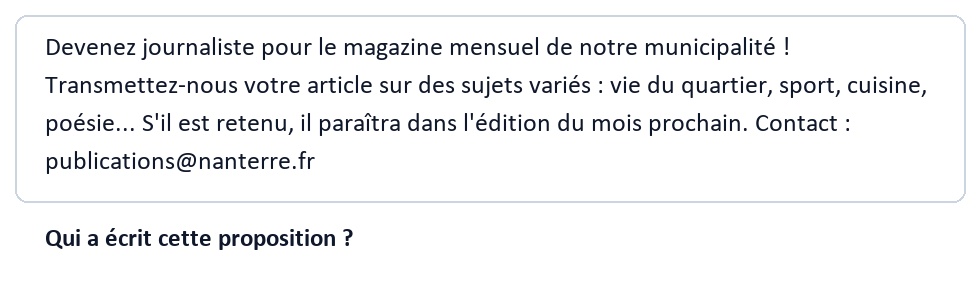 Devenez journaliste pour le magazine mensuel de notre municipalité !
Transmettez-nous votre article sur des sujets variés : vie du quartier, sport, cuisine,
poésie... S'il est retenu, il paraîtra dans l'édition du mois prochain. Contact :
publications@nanterre.fr
Qui a écrit cette proposition ?